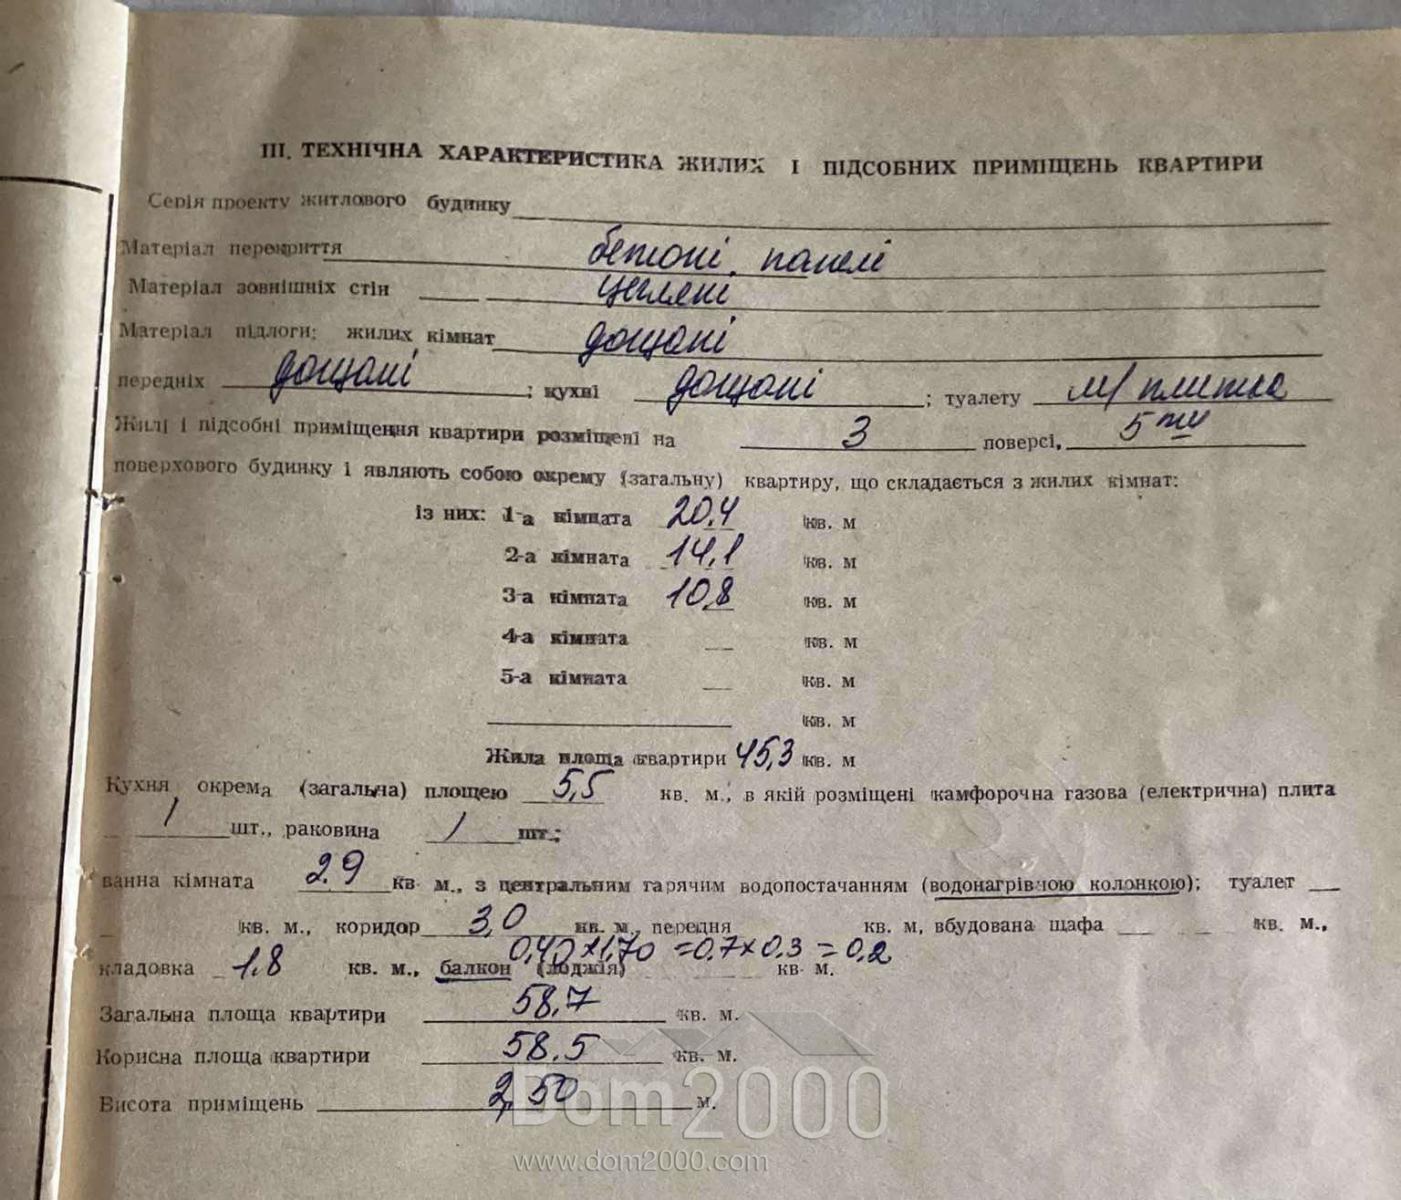 III. ТЕХНІЧНА ХАРАКТЕРИСТИКА ЖИЛИХ І ПІДСОБНИХ ПРИМІЩЕНЬ КВАРТИРИ
Серія проекту житлового будинку
Матеріал перекриття бетоні. панелі
Матеріал зовнішніх стін цегляні
Матеріал підлоги: жилих кімнат дощані
передніх дощані ; кухні дощані ; туалету м/плитка
Жилі і підсобні приміщення квартири розміщені на 3 поверсі, 5ти
поверхового будинку і являють собою окрему (загальну) квартиру, що складається з жилих кімнат:
із них: 1-а кімната 20,4 кв. м
2-а кімната 14,1 кв. м
3-а кімната 10,8 кв. м
4-а кімната кв. м
5-а кімната кв. м
кв. м
Жила площа квартири 45,3 кв. м
Кухня окрема (загальна) площею 5,5 кв. м., в якій розміщені камфорочна газова (електрична) плита
1 шт., раковина 1 шт.;
ванна кімната 2.9 кв. м., з центральним гарячим водопостачанням (водонагрівною колонкою); туалет
кв. м., коридор 3,0 кв. м., передня кв. м, вбудована шафа кв. м.,
0,40×1,70 =0.7×0.3 = 0,2
кладовка 1.8 кв. м., балкон (лоджія) кв. м.
Загальна площа квартири 58,7 кв. м.
Корисна площа квартири 58.5 кв. м.
Висота приміщень 2,50 м.
Dom2000
www.dom2000.com